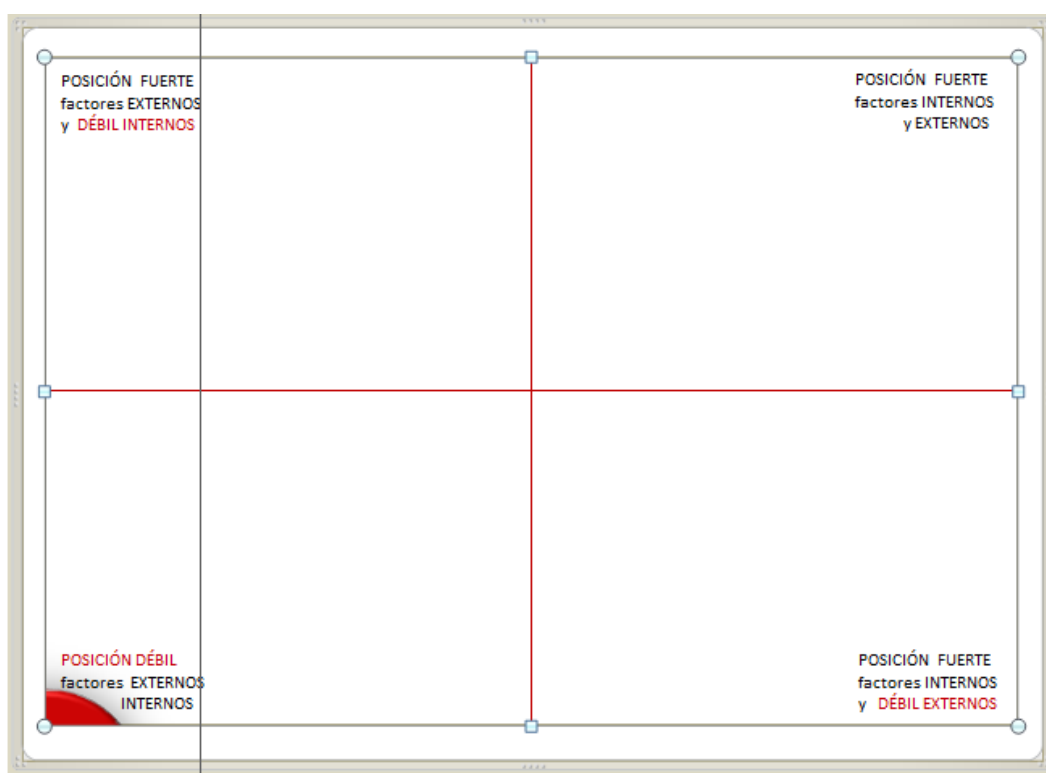 POSICIÓN FUERTE
factores EXTERNOS
y DÉBIL INTERNOS
POSICIÓN FUERTE
factores INTERNOS
y EXTERNOS
POSICIÓN DÉBIL
factores EXTERNOS
INTERNOS
POSICIÓN FUERTE
factores INTERNOS
y DÉBIL EXTERNOS